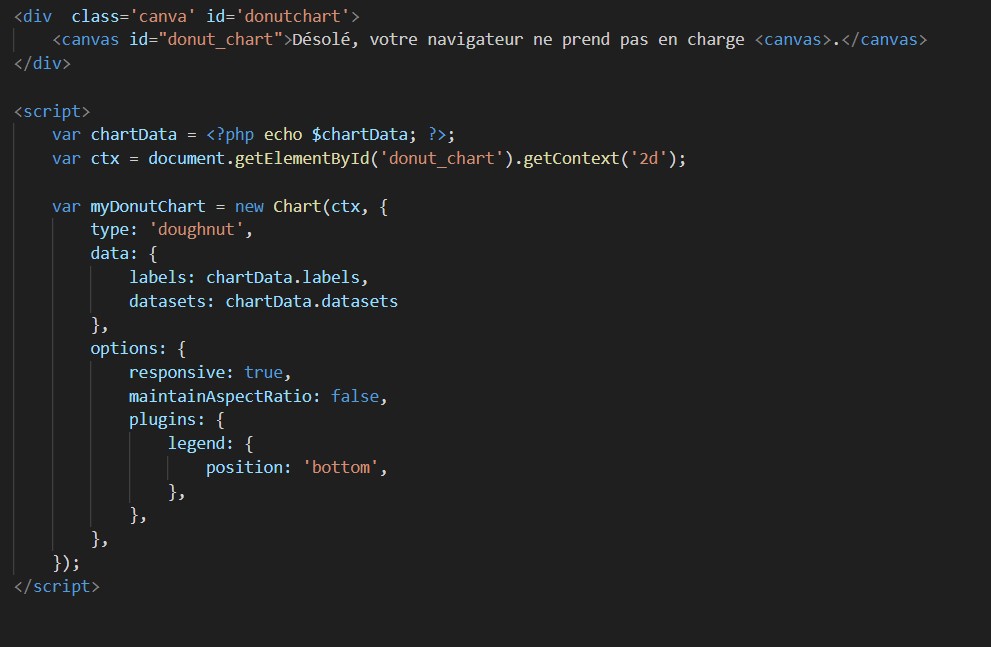 <div  class='canva' id='donutchart'>
    <canvas id="donut_chart">Désolé, votre navigateur ne prend pas en charge <canvas>.</canvas>
</div>

<script>
    var chartData = <?php echo $chartData; ?>;
    var ctx = document.getElementById('donut_chart').getContext('2d');

    var myDonutChart = new Chart(ctx, {
        type: 'doughnut',
        data: {
            labels: chartData.labels,
            datasets: chartData.datasets
        },
        options: {
            responsive: true,
            maintainAspectRatio: false,
            plugins: {
                legend: {
                    position: 'bottom',
                },
            },
        },
    });
</script>